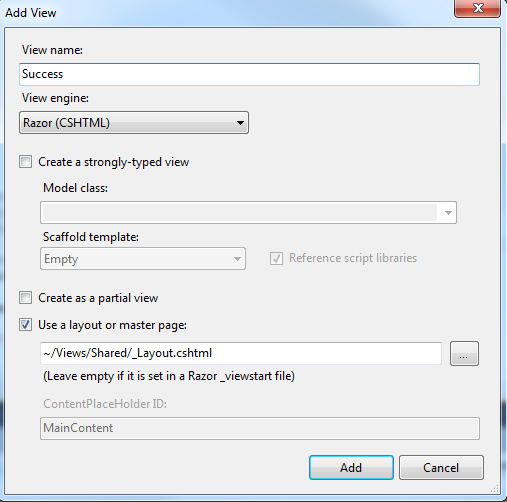 Add View
View name:
Success
View engine:
Razor (CSHTML)
Create a strongly-typed view
Model class:
Scaffold template:
Empty
Reference script libraries
Create as a partial view
Use a layout or master page:
~/Views/Shared/_Layout.cshtml
...
(Leave empty if it is set in a Razor _viewstart file)
ContentPlaceHolder ID:
MainContent
Add
Cancel